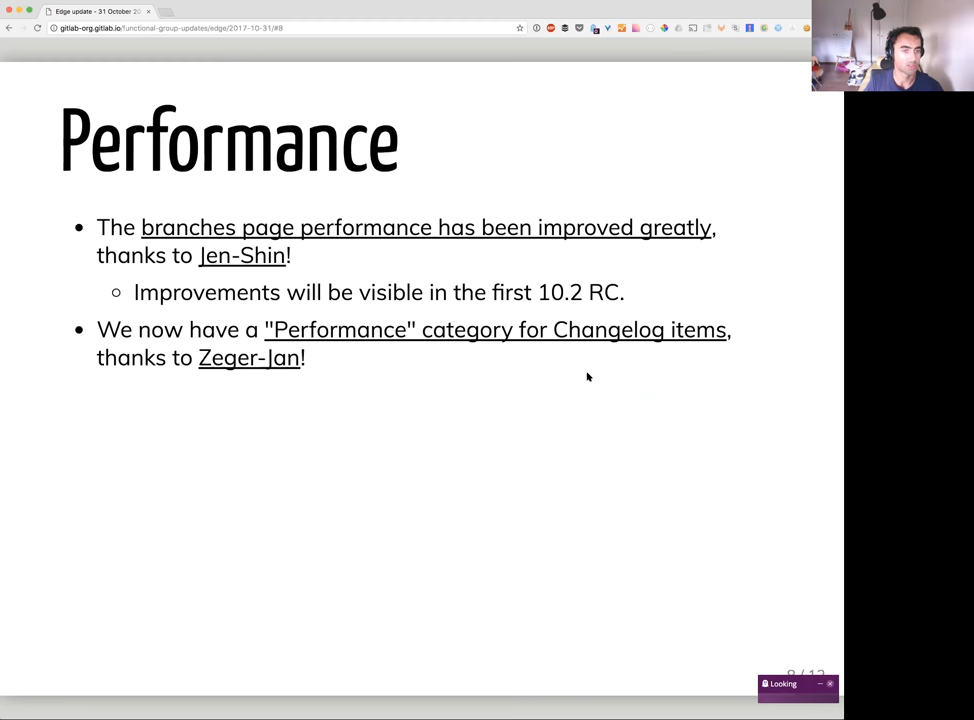 Edge update - 31 October 20
gitlab-org.gitlab.io/functional-group-updates/edge/2017-10-31/#8
Performance
• The branches page performance has been improved greatly,
thanks to Jen-Shin!
○ Improvements will be visible in the first 10.2 RC.
• We now have a "Performance" category for Changelog items,
thanks to Zeger-Jan!
Looking